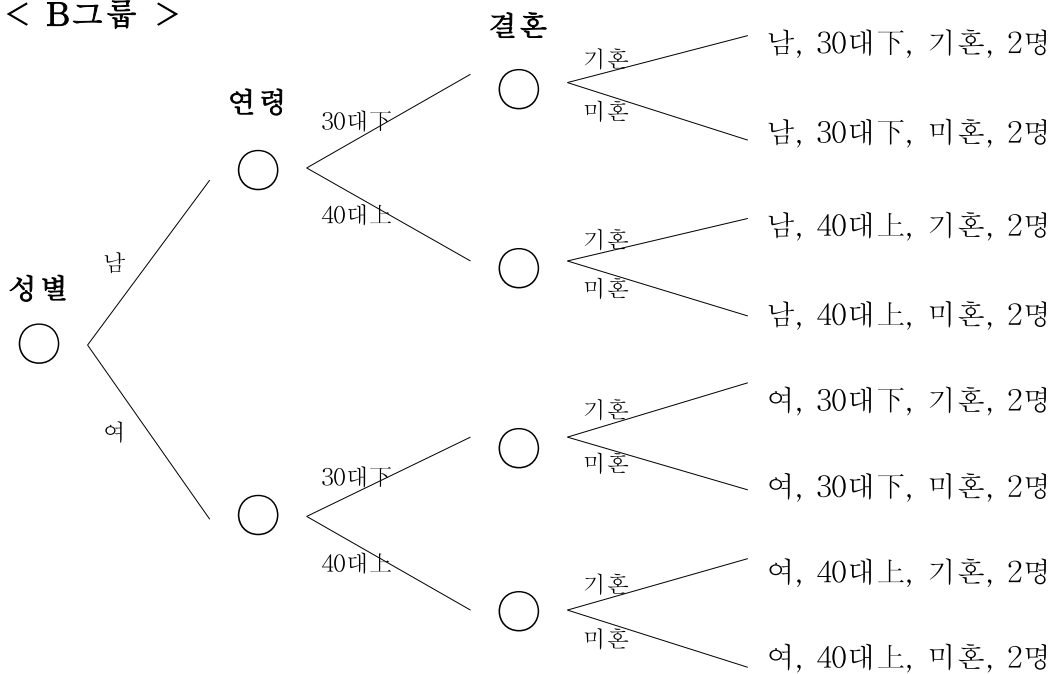 < B그룹 >
결혼
연령
성별
남
여
30대下
40대上
30대下
40대上
기혼
미혼
기혼
미혼
기혼
미혼
기혼
미혼
남, 30대下, 기혼, 2명
남, 30대下, 미혼, 2명
남, 40대上, 기혼, 2명
남, 40대上, 미혼, 2명
여, 30대下, 기혼, 2명
여, 30대下, 미혼, 2명
여, 40대上, 기혼, 2명
여, 40대上, 미혼, 2명